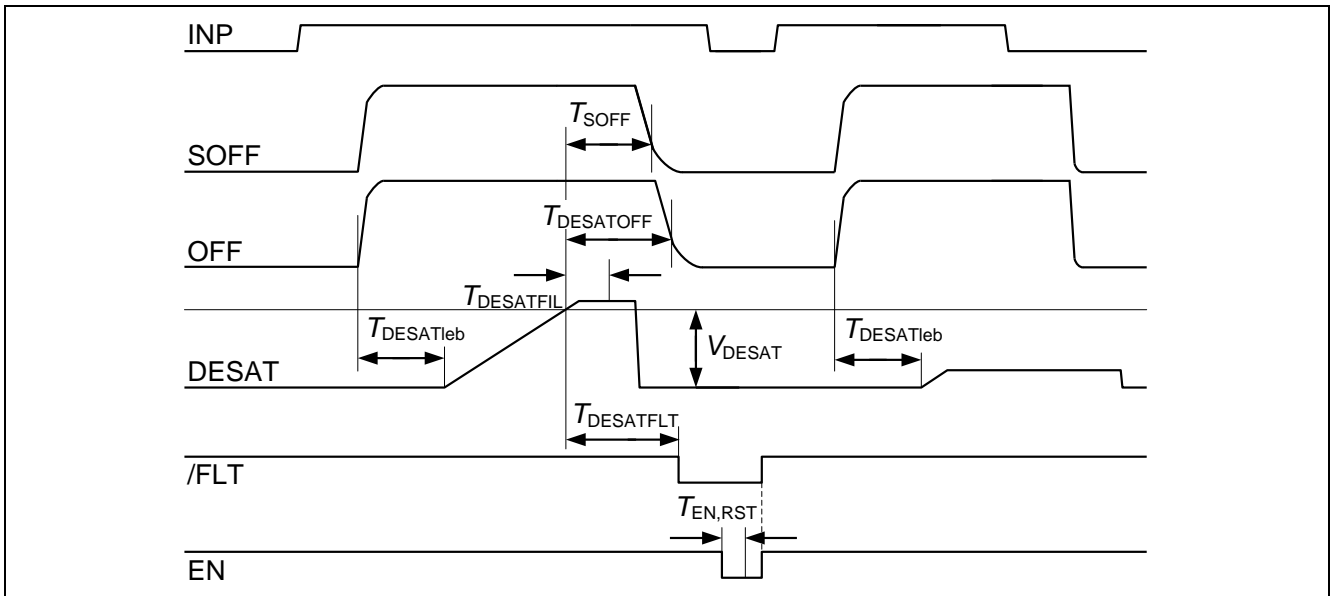 INP
T_SOFF
SOFF
T_DESATOFF
OFF
T_DESATFIL
T_DESATleb
V_DESAT
T_DESATleb
DESAT
T_DESATFLT
/FLT
T_EN,RST
EN